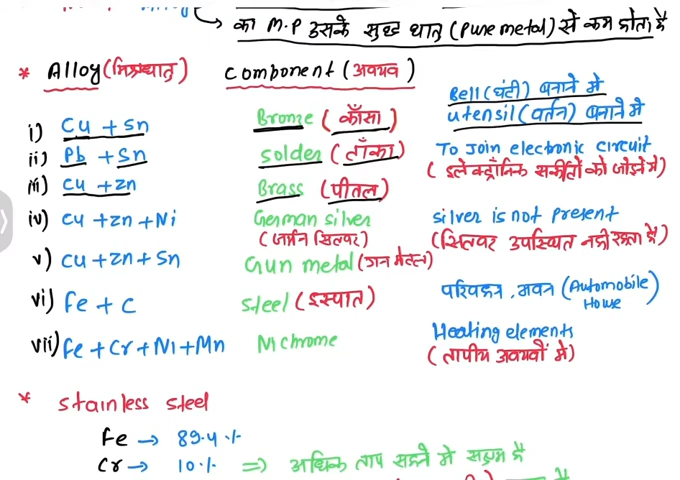 का M.P उसके सुध्द धातु (Pure metal) से कम होता है
* Alloy (मिश्रधातु) Component (अवयव)
i) Cu + Sn Bronze (काँसा) Bell (घंटी) बनाने में utensil (बर्तन) बनाने में
ii) Pb + Sn Solder (टाँका) To Join electronic circuit (इलेक्ट्रॉनिक सर्कीटों को जोड़ने में)
iii) Cu + Zn Brass (पीतल)
iv) Cu + Zn + Ni German silver (जर्मन सिलवर) silver is not present (सिलवर उपस्थित नही रहता है)
v) Cu + Zn + Sn Gun metal (गन मेटल)
vi) Fe + C Steel (इस्पात) परिवहन, भवन (Automobile) House
vii) Fe + Cr + Ni + Mn Nichrome Heating elements (तापीय अवयवों में)
* Stainless steel
Fe → 89.4 %
Cr → 10 % ⇒ अधिक ताप सहने में सक्षम है